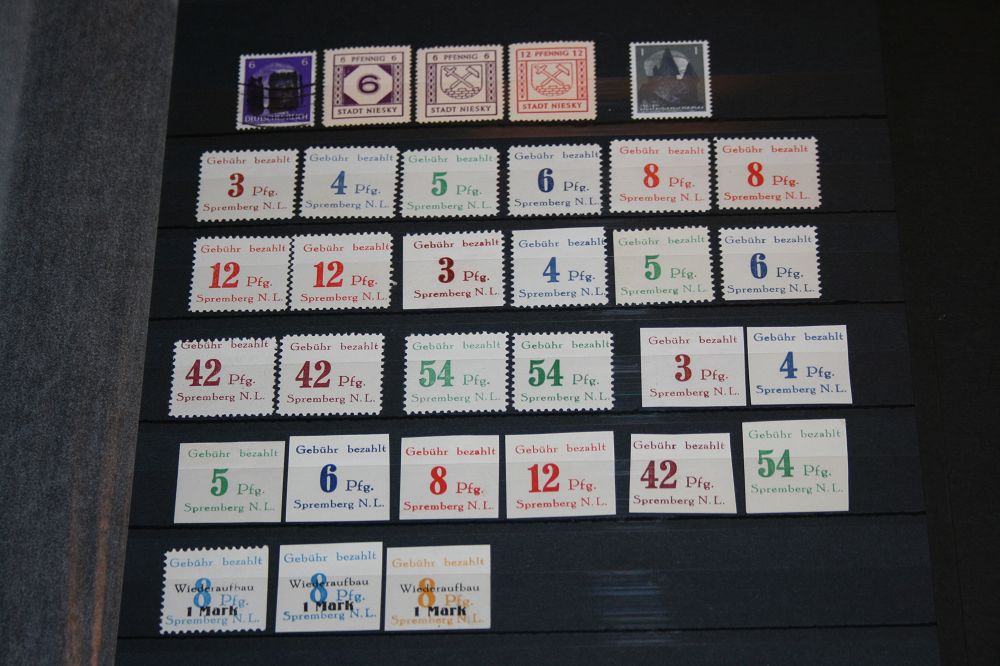 6 6
DEUTSCHES REICH
6 PFENNIG 6
6
STADT NIESKY
6 PFENNIG 6
STADT NIESKY
12 PFENNIG 12
STADT NIESKY
1 1
Gebühr bezahlt
3 Pfg.
Spremberg N.L.
Gebühr bezahlt
4 Pfg.
Spremberg N.L.
Gebühr bezahlt
5 Pfg.
Spremberg N.L.
Gebühr bezahlt
6 Pfg.
Spremberg N.L.
Gebühr bezahlt
8 Pfg.
Spremberg N.L.
Gebühr bezahlt
8 Pfg.
Spremberg N.L.
Gebühr bezahlt
12 Pfg.
Spremberg N.L.
Gebühr bezahlt
12 Pfg.
Spremberg N.L.
Gebühr bezahlt
3 Pfg.
Spremberg N.L.
Gebühr bezahlt
4 Pfg.
Spremberg N.L.
Gebühr bezahlt
5 Pfg.
Spremberg N.L.
Gebühr bezahlt
6 Pfg.
Spremberg N.L.
Gebühr bezahlt
42 Pfg.
Spremberg N.L.
Gebühr bezahlt
42 Pfg.
Spremberg N.L.
Gebühr bezahlt
54 Pfg.
Spremberg N.L.
Gebühr bezahlt
54 Pfg.
Spremberg N.L.
Gebühr bezahlt
3 Pfg.
Spremberg N.L.
Gebühr bezahlt
4 Pfg.
Spremberg N.L.
Gebühr bezahlt
5 Pfg.
Spremberg N.L.
Gebühr bezahlt
6 Pfg.
Spremberg N.L.
Gebühr bezahlt
8 Pfg.
Spremberg N.L.
Gebühr bezahlt
12 Pfg.
Spremberg N.L.
Gebühr bezahlt
42 Pfg.
Spremberg N.L.
Gebühr bezahlt
54 Pfg.
Spremberg N.L.
Gebühr bezahlt
Wiederaufbau
8 Pfg.
1 Mark
Spremberg N.L.
Gebühr bezahlt
Wiederaufbau
8 Pfg.
1 Mark
Spremberg N.L.
Gebühr bezahlt
Wiederaufbau
8 Pfg.
1 Mark
Spremberg N.L.